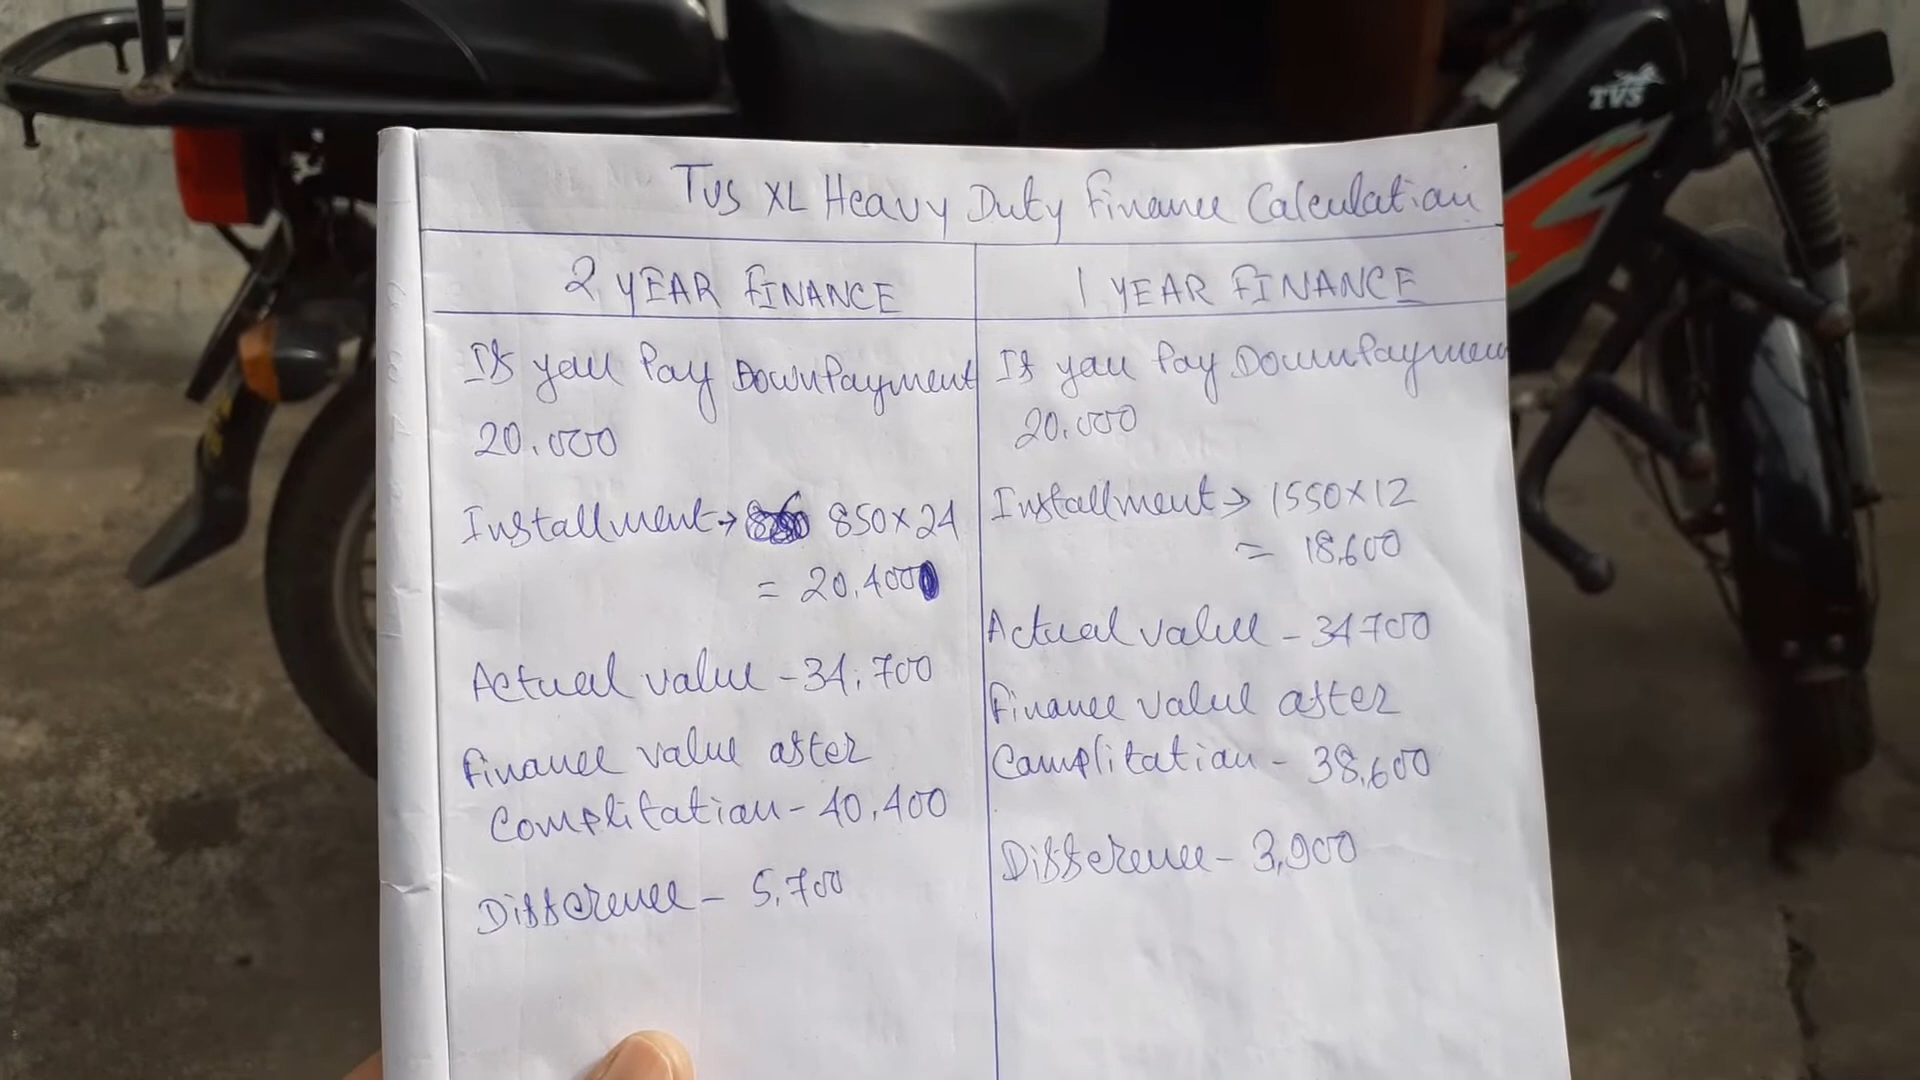 TVS
Tvs XL Heavy Duty Finance Calculation
2 YEAR FINANCE
If you Pay DownPayment
20.000
Installment → 850×24
= 20.400
Actual value - 34.700
Finance value after
Complitation - 40.400
Difference - 5.700
1 YEAR FINANCE
If you Pay DownPaymen
20.000
Installment → 1550×12
= 18.600
Actual value - 34700
Finance value after
Complitation - 38.600
Difference - 3,900